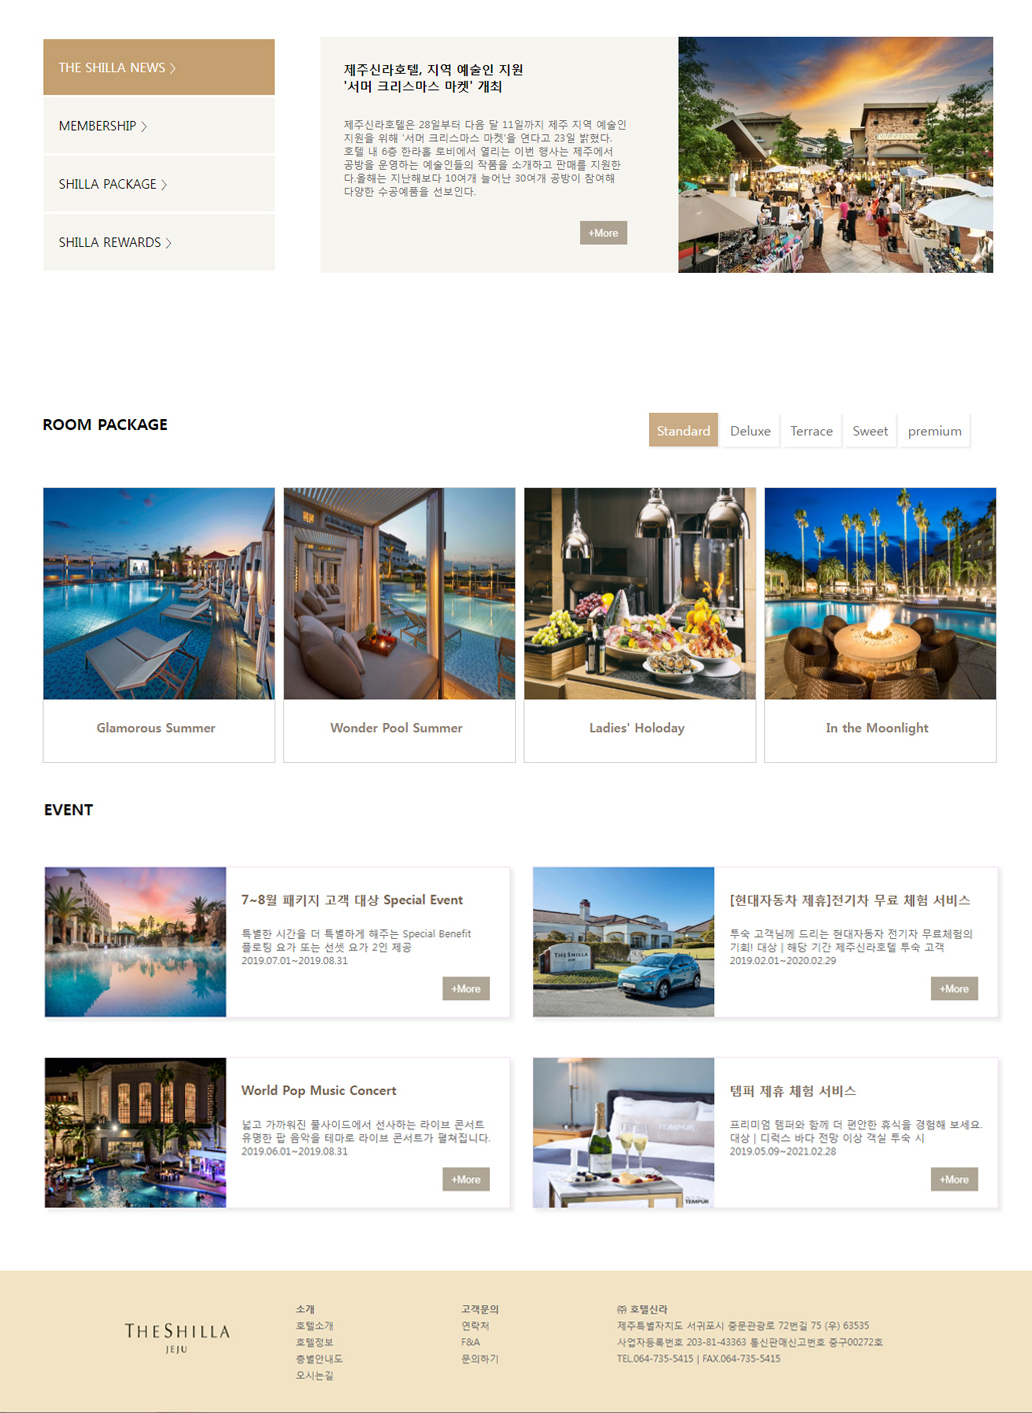 THE SHILLA NEWS
MEMBERSHIP
SHILLA PACKAGE
SHILLA REWARDS
제주신라호텔, 지역 예술인 지원
'서머 크리스마스 마켓' 개최
제주신라호텔은 28일부터 다음 달 11일까지 제주 지역 예술인
지원을 위해 '서머 크리스마스 마켓'을 연다고 23일 밝혔다.
호텔 내 6층 한라홀 로비에서 열리는 이번 행사는 제주에서
공방을 운영하는 예술인들의 작품을 소개하고 판매를 지원한
다.올해는 지난해보다 10여개 늘어난 30여개 공방이 참여해
다양한 수공예품을 선보인다.
+More
ROOM PACKAGE
Standard
Deluxe
Terrace
Sweet
premium
Glamorous Summer
Wonder Pool Summer
Ladies' Holoday
In the Moonlight
EVENT
7~8월 패키지 고객 대상 Special Event
특별한 시간을 더 특별하게 해주는 Special Benefit
플로팅 요가 또는 선셋 요가 2인 제공
2019.07.01~2019.08.31
+More
THE SHILLA
[현대자동차 제휴]전기차 무료 체험 서비스
투숙 고객님께 드리는 현대자동자 전기자 무료체험의
기회! 대상 | 해당 기간 제주신라호텔 투숙 고객
2019.02.01~2020.02.29
+More
World Pop Music Concert
넓고 가까워진 풀사이드에서 선사하는 라이브 콘서트
유명한 팝 음악을 테마로 라이브 콘서트가 펼쳐집니다.
2019.06.01~2019.08.31
+More
TEMPUR
TEMPUR
템퍼 제휴 체험 서비스
프리미엄 템퍼와 함께 더 편안한 휴식을 경험해 보세요.
대상 | 디럭스 바다 전망 이상 객실 투숙 시
2019.05.09~2021.02.28
+More
THE SHILLA
JEJU
소개
호텔소개
호텔정보
층별안내도
오시는길
고객문의
연락처
F&A
문의하기
㈜ 호텔신라
제주특별자치도 서귀포시 중문관광로 72번길 75 (우) 63535
사업자등록번호 203-81-43363 통신판매신고번호 중구00272호
TEL.064-735-5415 | FAX.064-735-5415